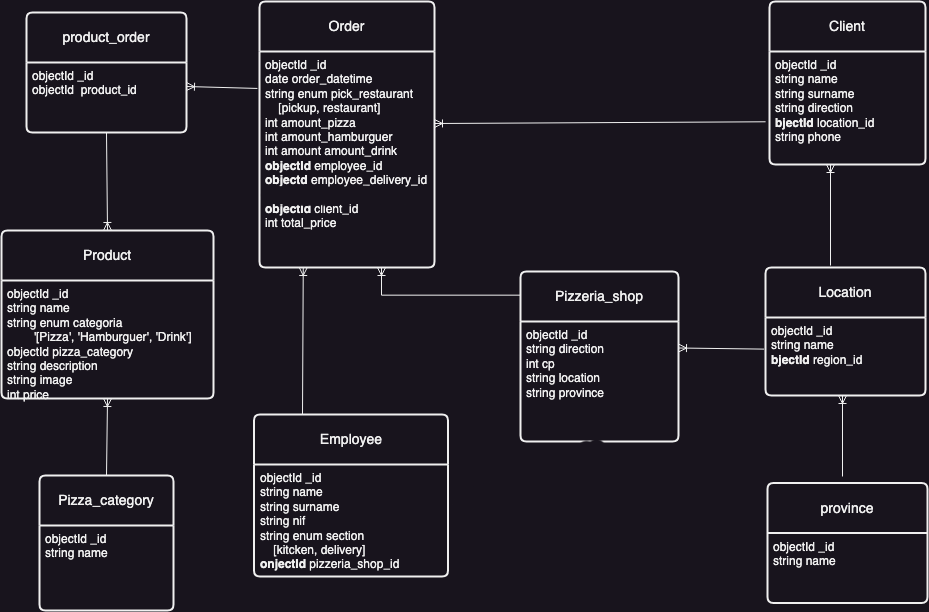 product_order
objectId _id
objectId product_id
Order
objectId _id
date order_datetime
string enum pick_restaurant
[pickup, restaurant]
int amount_pizza
int amount_hamburguer
int amount amount_drink
objectId employee_id
objectd employee_delivery_id
objectId client_id
int total_price
Client
objectId _id
string name
string surname
string direction
bjectId location_id
string phone
Product
objectId _id
string name
string enum categoria
'[Pizza', 'Hamburguer', 'Drink']
objectId pizza_category
string description
string image
int price
Pizzeria_shop
objectId _id
string direction
int cp
string location
string province
Location
objectId _id
string name
bjectId region_id
Pizza_category
objectId _id
string name
Employee
objectId _id
string name
string surname
string nif
string enum section
[kitcken, delivery]
onjectId pizzeria_shop_id
province
objectId _id
string name